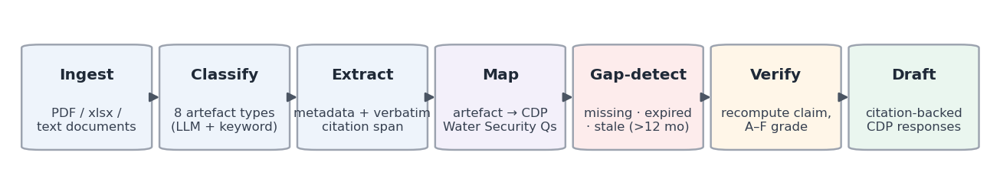 Ingest
PDF / xlsx /
text documents
Classify
8 artefact types
(LLM + keyword)
Extract
metadata + verbatim
citation span
Map
artefact → CDP
Water Security Qs
Gap-detect
missing · expired
· stale (>12 mo)
Verify
recompute claim,
A–F grade
Draft
citation-backed
CDP responses